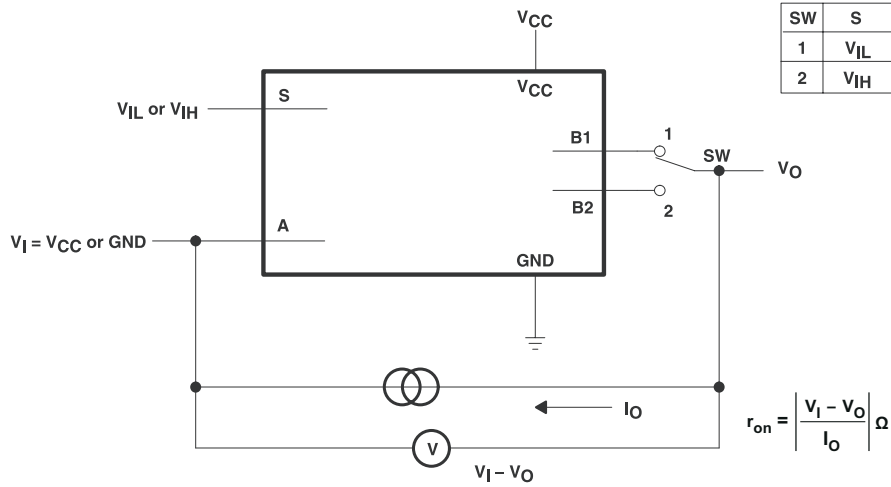 VCC
SW S
1 VIL
2 VIH
VCC
S
VIL or VIH
B1
1
SW
VO
B2
2
A
VI = VCC or GND
GND
IO
ron = | VI – VO / IO | Ω
V
VI – VO